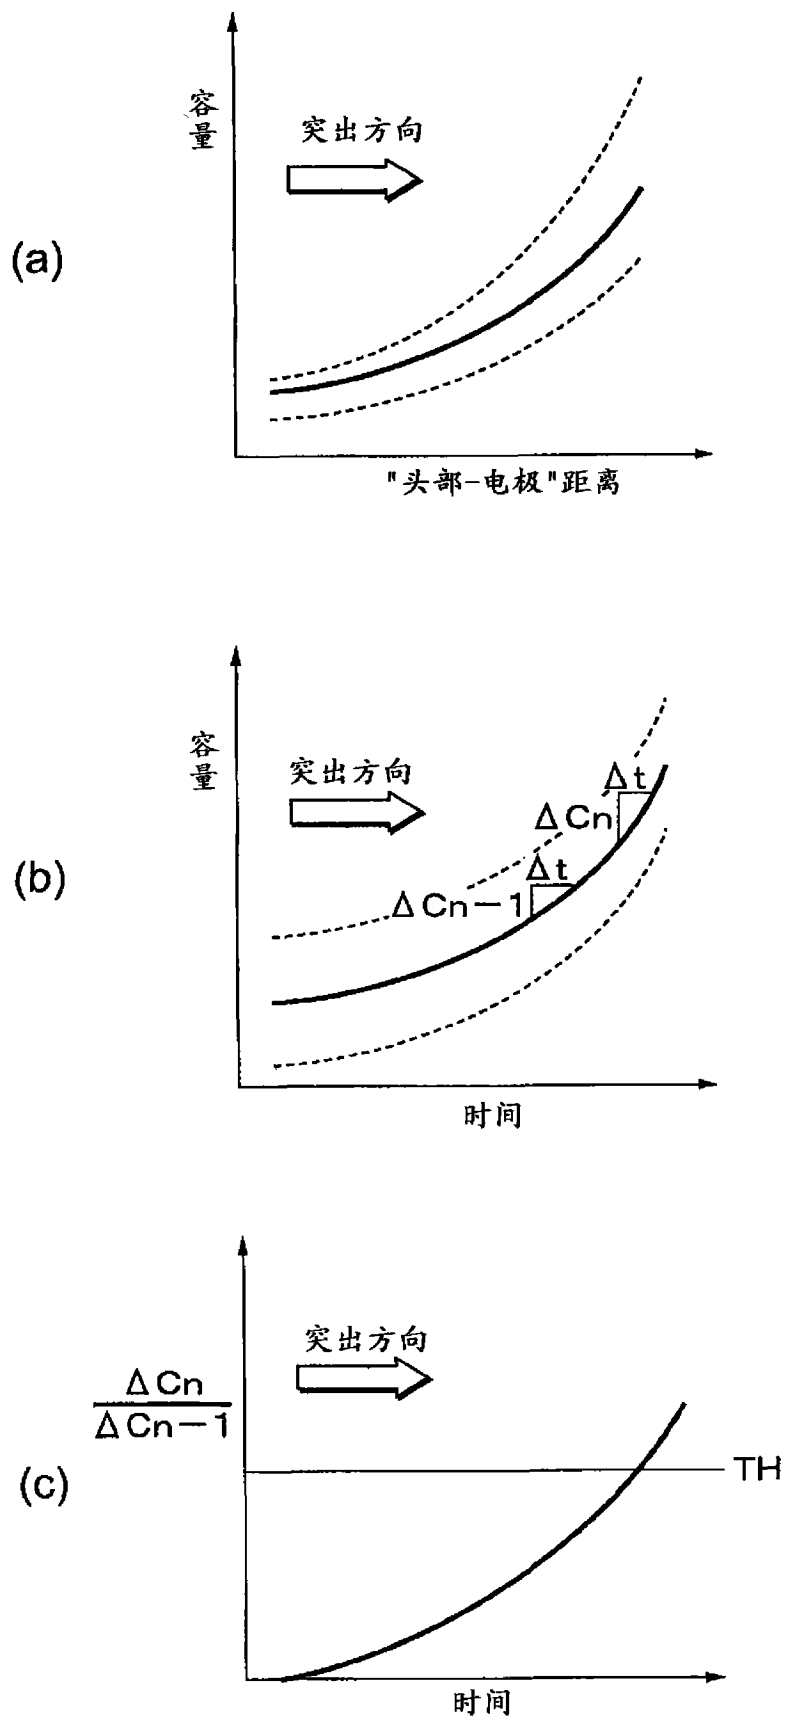 容量
突出方向
(a)
"头部-电极"距离
容量
突出方向
Δt
ΔCn
(b)
Δt
ΔCn-1
时间
突出方向
ΔCn
ΔCn-1
TH
(c)
时间